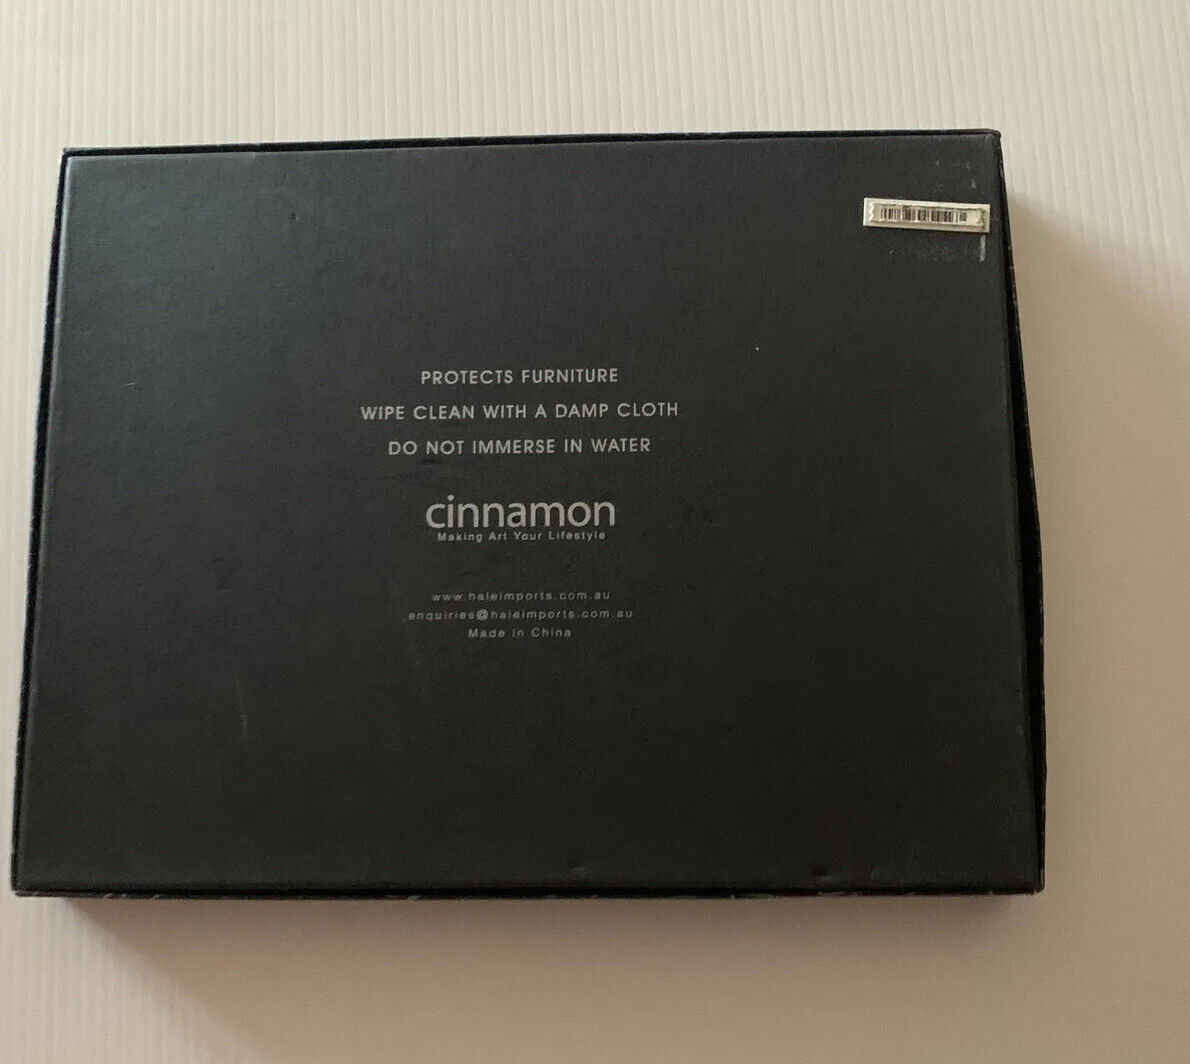 PROTECTS FURNITURE
WIPE CLEAN WITH A DAMP CLOTH
DO NOT IMMERSE IN WATER
cinnamon
Making Art Your Lifestyle
www.haleimports.com.au
enquiries@haleimports.com.au
Made in China